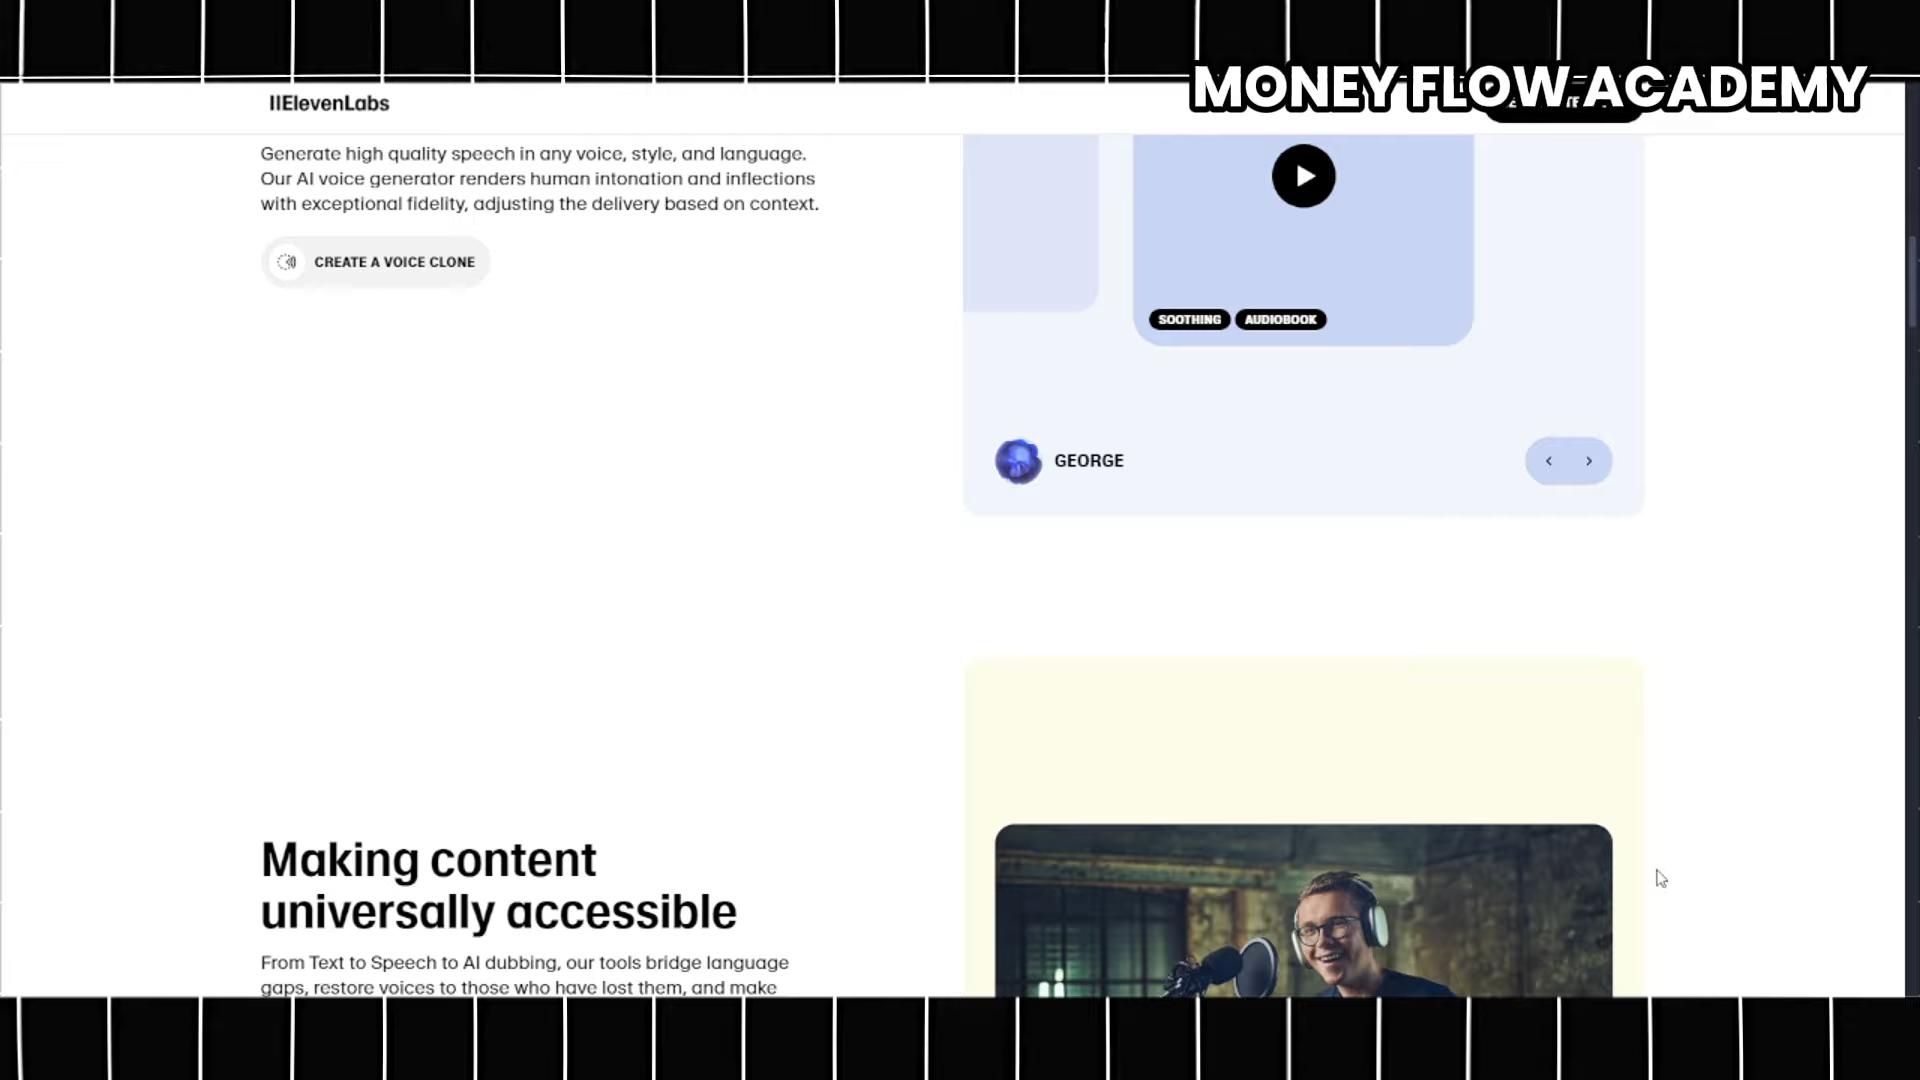 MONEY FLOW ACADEMY
IIElevenLabs
Generate high quality speech in any voice, style, and language.
Our AI voice generator renders human intonation and inflections
with exceptional fidelity, adjusting the delivery based on context.
CREATE A VOICE CLONE
SOOTHING AUDIOBOOK
GEORGE
Making content
universally accessible
From Text to Speech to AI dubbing, our tools bridge language
gaps, restore voices to those who have lost them, and make